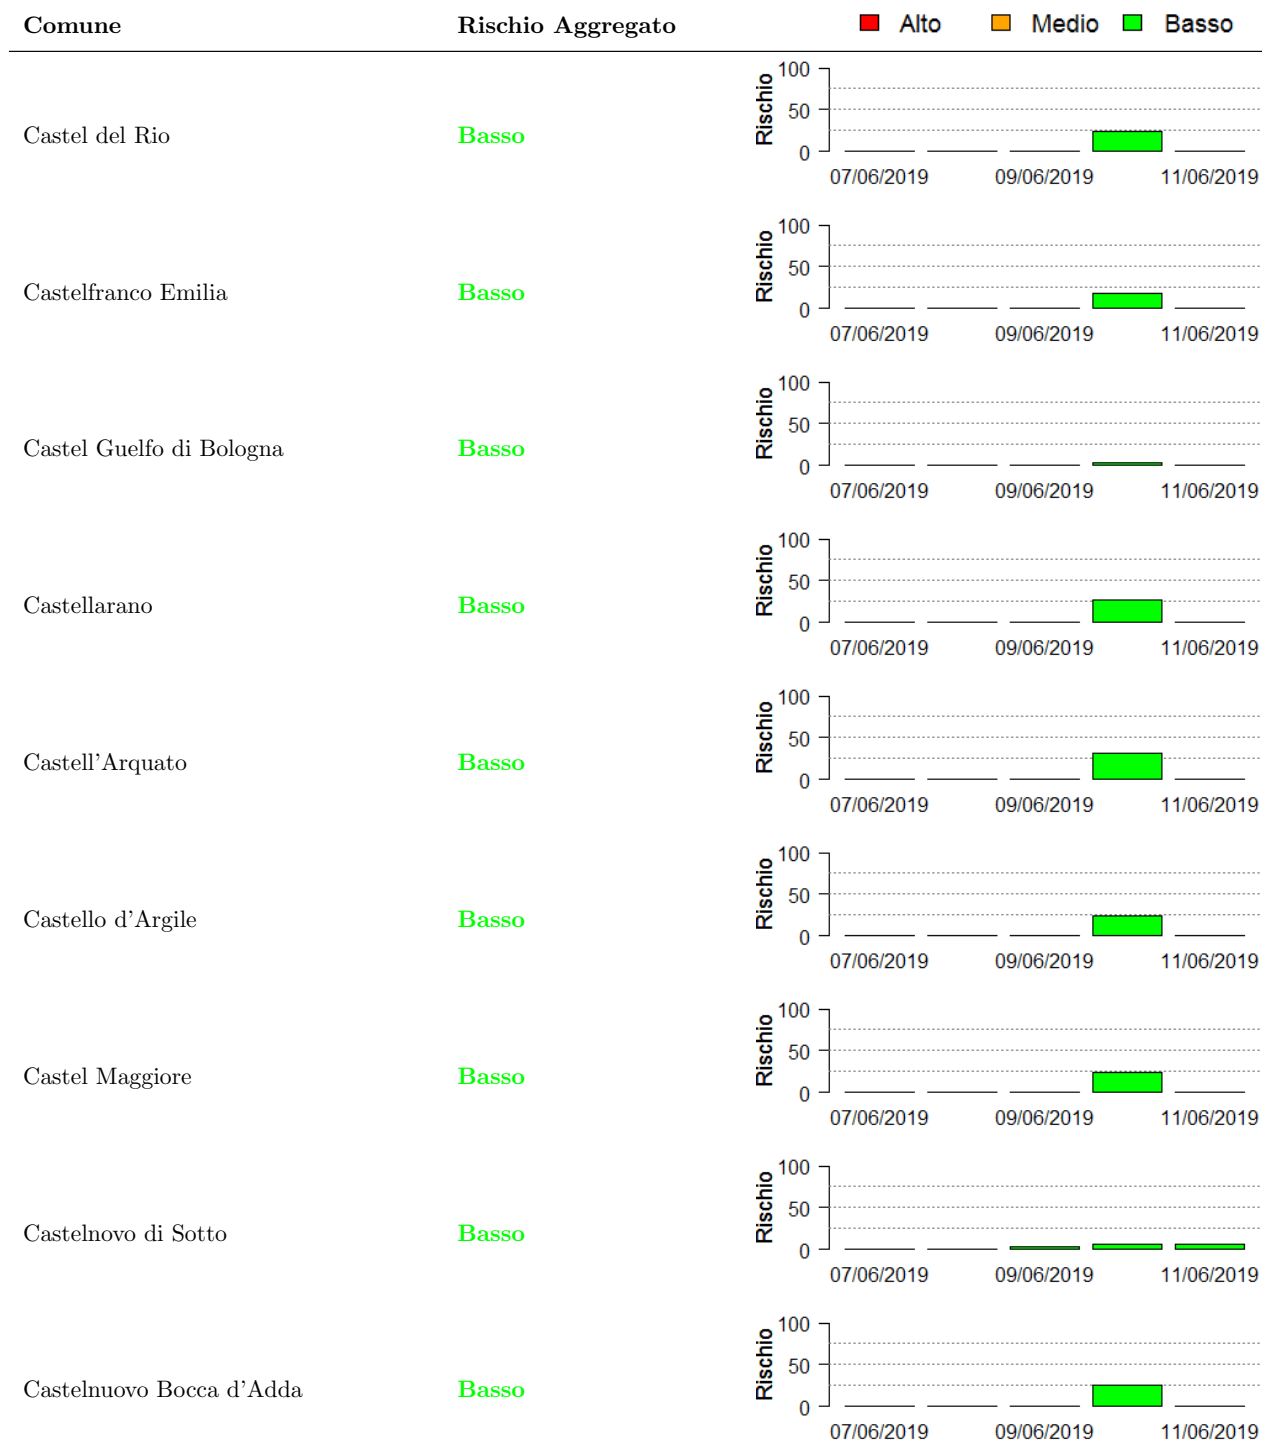 Comune Rischio Aggregato Alto Medio Basso
Castel del Rio Basso Rischio 100 50 0
07/06/2019 09/06/2019 11/06/2019
Castelfranco Emilia Basso Rischio 100 50 0
07/06/2019 09/06/2019 11/06/2019
Castel Guelfo di Bologna Basso Rischio 100 50 0
07/06/2019 09/06/2019 11/06/2019
Castellarano Basso Rischio 100 50 0
07/06/2019 09/06/2019 11/06/2019
Castell'Arquato Basso Rischio 100 50 0
07/06/2019 09/06/2019 11/06/2019
Castello d'Argile Basso Rischio 100 50 0
07/06/2019 09/06/2019 11/06/2019
Castel Maggiore Basso Rischio 100 50 0
07/06/2019 09/06/2019 11/06/2019
Castelnovo di Sotto Basso Rischio 100 50 0
07/06/2019 09/06/2019 11/06/2019
Castelnuovo Bocca d'Adda Basso Rischio 100 50 0
07/06/2019 09/06/2019 11/06/2019